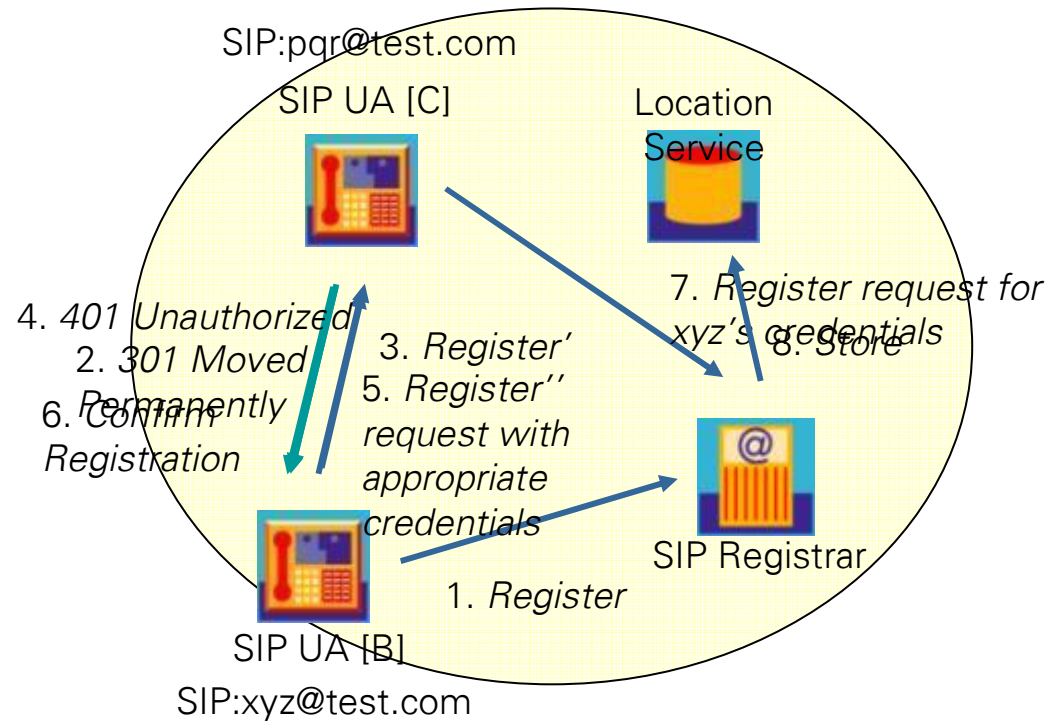 SIP:pqr@test.com
SIP UA [C]
Location
Service
4. 401 Unauthorized
2. 301 Moved
Permanently
6. Confirm
Registration
3. Register'
5. Register''
request with
appropriate
credentials
7. Register request for
xyz's credentials
8. Store
@
SIP Registrar
1. Register
SIP UA [B]
SIP:xyz@test.com